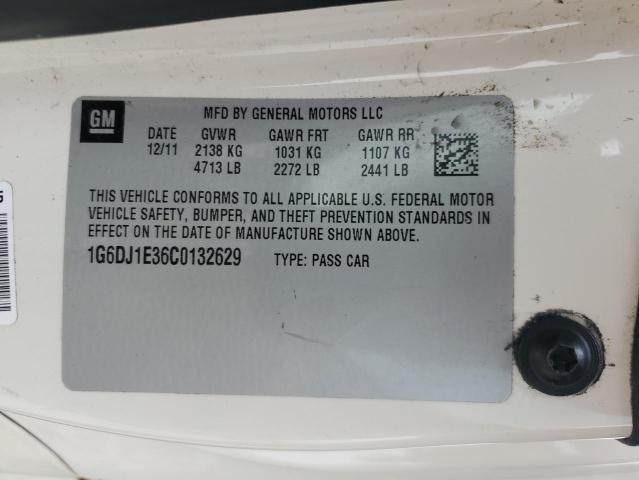 GM
MFD BY GENERAL MOTORS LLC
DATE GVWR GAWR FRT GAWR RR
12/11 2138 KG 1031 KG 1107 KG
4713 LB 2272 LB 2441 LB
THIS VEHICLE CONFORMS TO ALL APPLICABLE U.S. FEDERAL MOTOR
VEHICLE SAFETY, BUMPER, AND THEFT PREVENTION STANDARDS IN
EFFECT ON THE DATE OF MANUFACTURE SHOWN ABOVE.
1G6DJ1E36C0132629 TYPE: PASS CAR